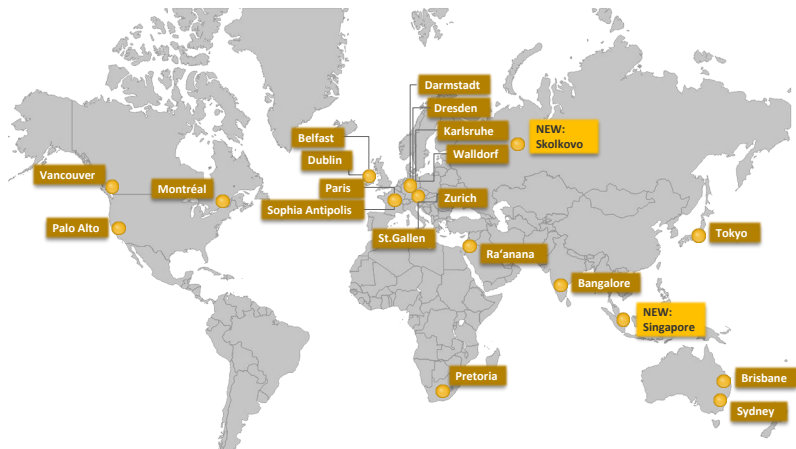 Darmstadt
Dresden
Karlsruhe
NEW:
Skolkovo
Belfast
Walldorf
Dublin
Vancouver
Montréal
Paris
Zurich
Sophia Antipolis
Palo Alto
St.Gallen
Ra‘anana
Tokyo
Bangalore
NEW:
Singapore
Pretoria
Brisbane
Sydney